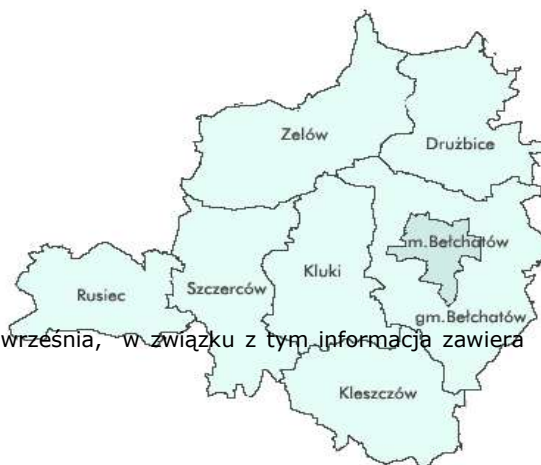 Zelów
Drużbice
m.Bełchatów
Kluki
Szczerców
Rusiec
gm.Bełchatów
września, w związku z tym informacja zawiera
Kleszczów